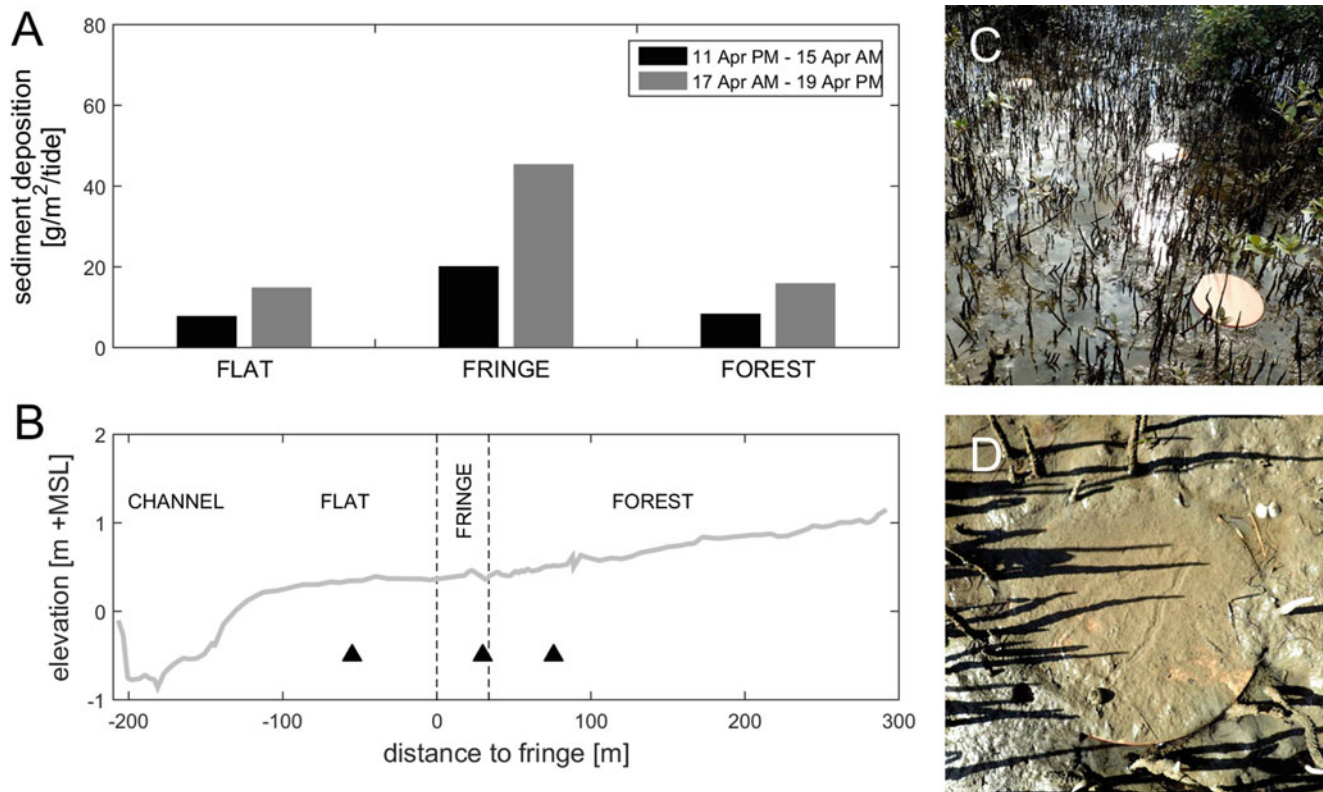 A
80
60
40
20
0
sediment deposition
[g/m²/tide]
11 Apr PM - 15 Apr AM
17 Apr AM - 19 Apr PM
FLAT
FRINGE
FOREST
B
2
1
0
-1
elevation [m +MSL]
CHANNEL
FLAT
FRINGE
FOREST
-200
-100
0
100
200
300
distance to fringe [m]
C
D